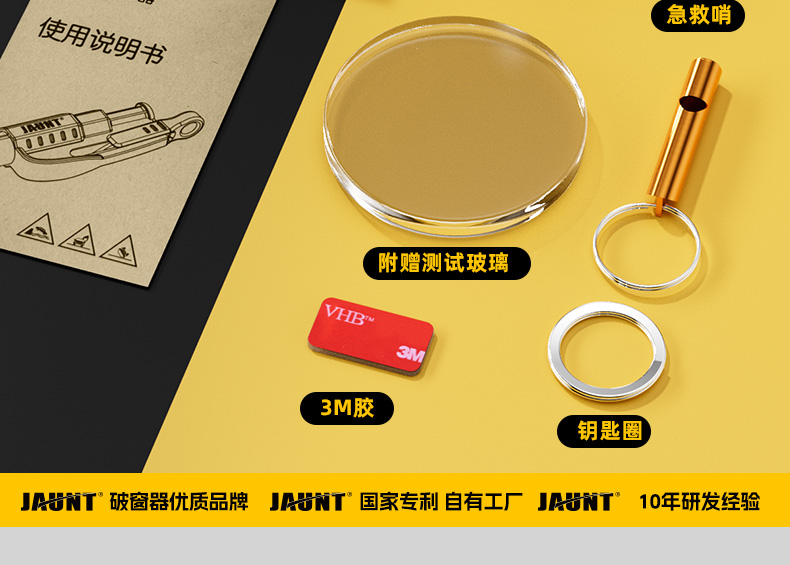 器
急救哨
使用说明书
JAUNT®
附赠测试玻璃
VHB™
3M
3M胶
钥匙圈
JAUNT® 破窗器优质品牌 JAUNT® 国家专利 自有工厂 JAUNT® 10年研发经验